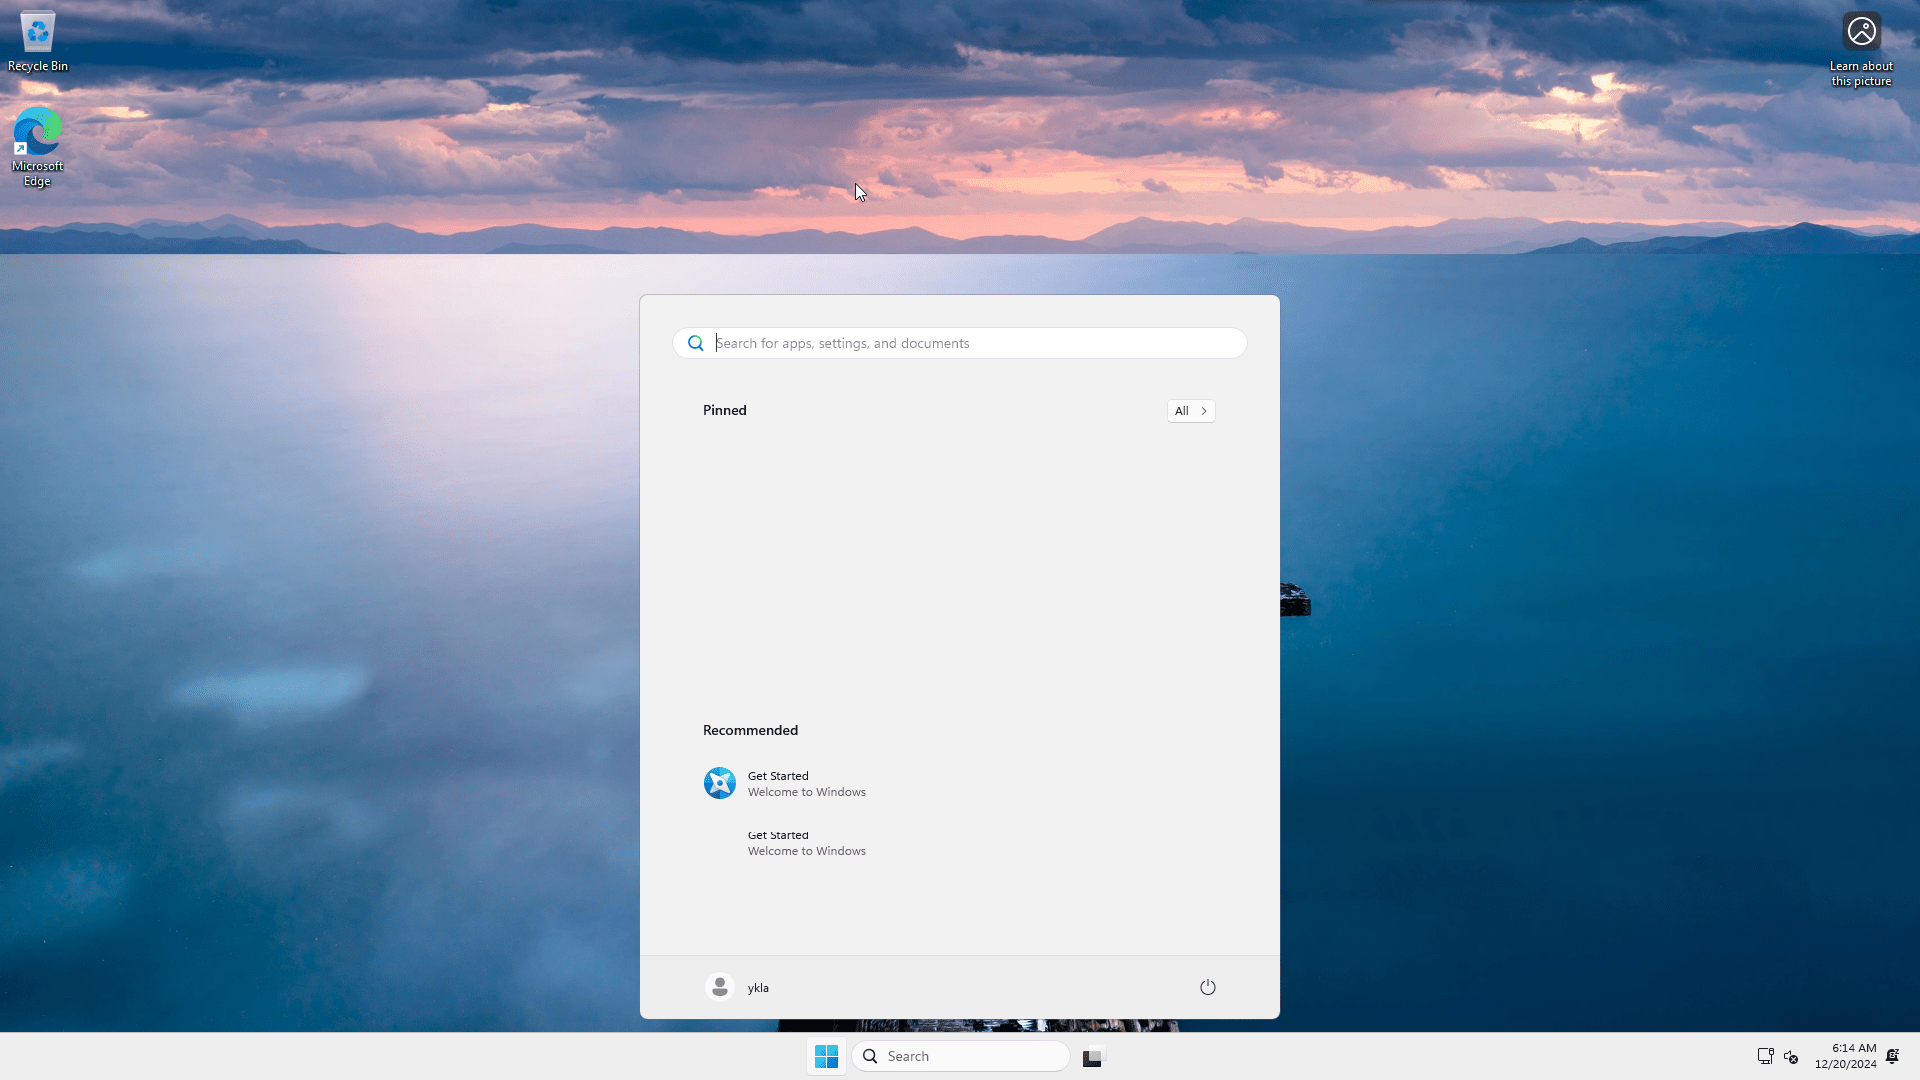 Recycle Bin
Microsoft
Edge
Learn about
this picture
Search for apps, settings, and documents
Pinned
All
Recommended
Get Started
Welcome to Windows
Get Started
Welcome to Windows
ykla
Search
6:14 AM
12/20/2024